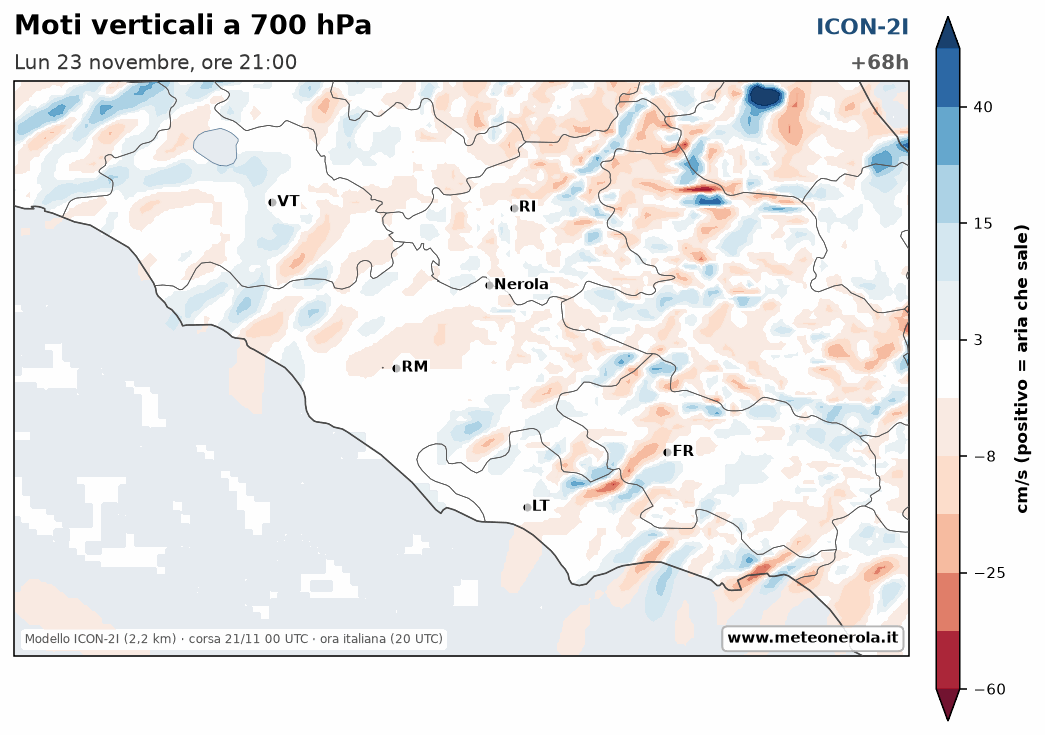 Moti verticali a 700 hPa
ICON-2I
Lun 23 novembre, ore 21:00
+68h
40
15
3
−8
−25
−60
cm/s (positivo = aria che sale)
VT
RI
Nerola
RM
FR
LT
Modello ICON-2I (2,2 km) · corsa 21/11 00 UTC · ora italiana (20 UTC)
www.meteonerola.it